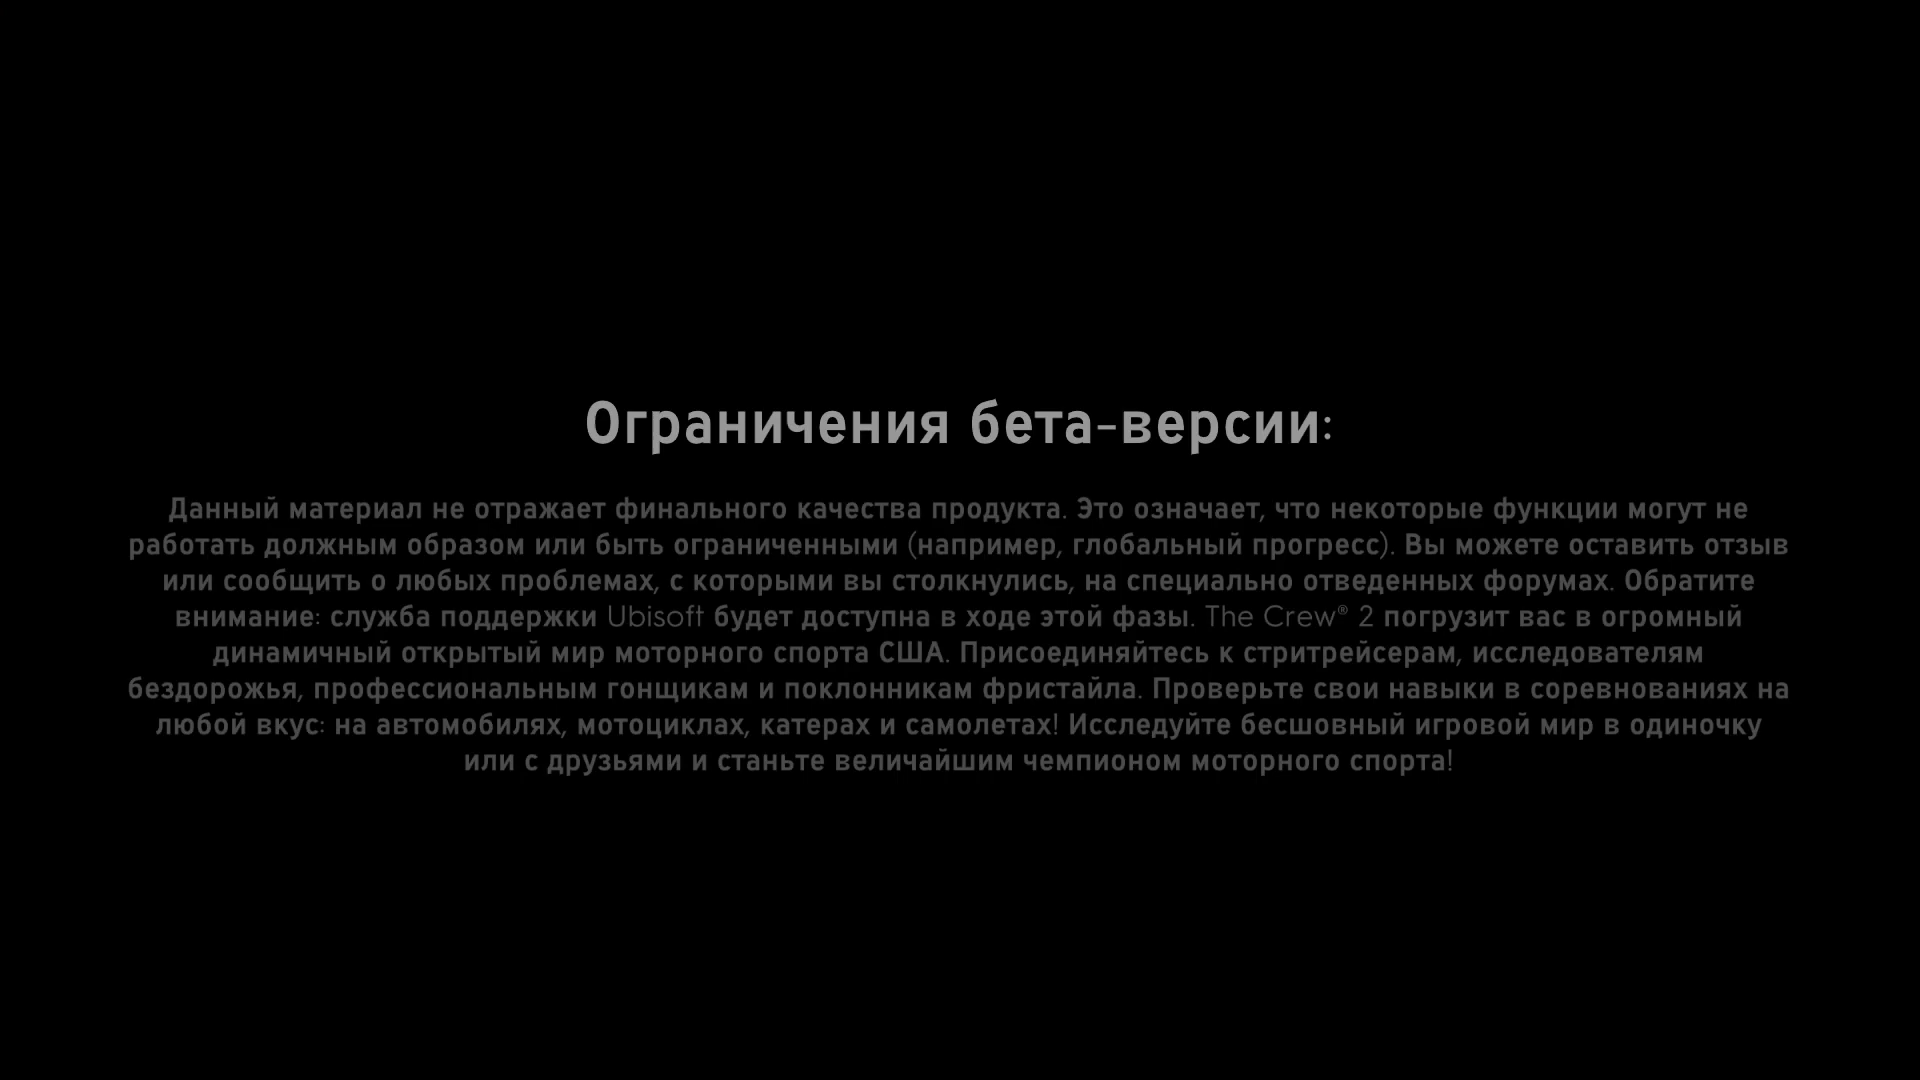 Ограничения бета-версии:
Данный материал не отражает финального качества продукта. Это означает, что некоторые функции могут не
работать должным образом или быть ограниченными (например, глобальный прогресс). Вы можете оставить отзыв
или сообщить о любых проблемах, с которыми вы столкнулись, на специально отведенных форумах. Обратите
внимание: служба поддержки Ubisoft будет доступна в ходе этой фазы. The Crew® 2 погрузит вас в огромный
динамичный открытый мир моторного спорта США. Присоединяйтесь к стритрейсерам, исследователям
бездорожья, профессиональным гонщикам и поклонникам фристайла. Проверьте свои навыки в соревнованиях на
любой вкус: на автомобилях, мотоциклах, катерах и самолетах! Исследуйте бесшовный игровой мир в одиночку
или с друзьями и станьте величайшим чемпионом моторного спорта!